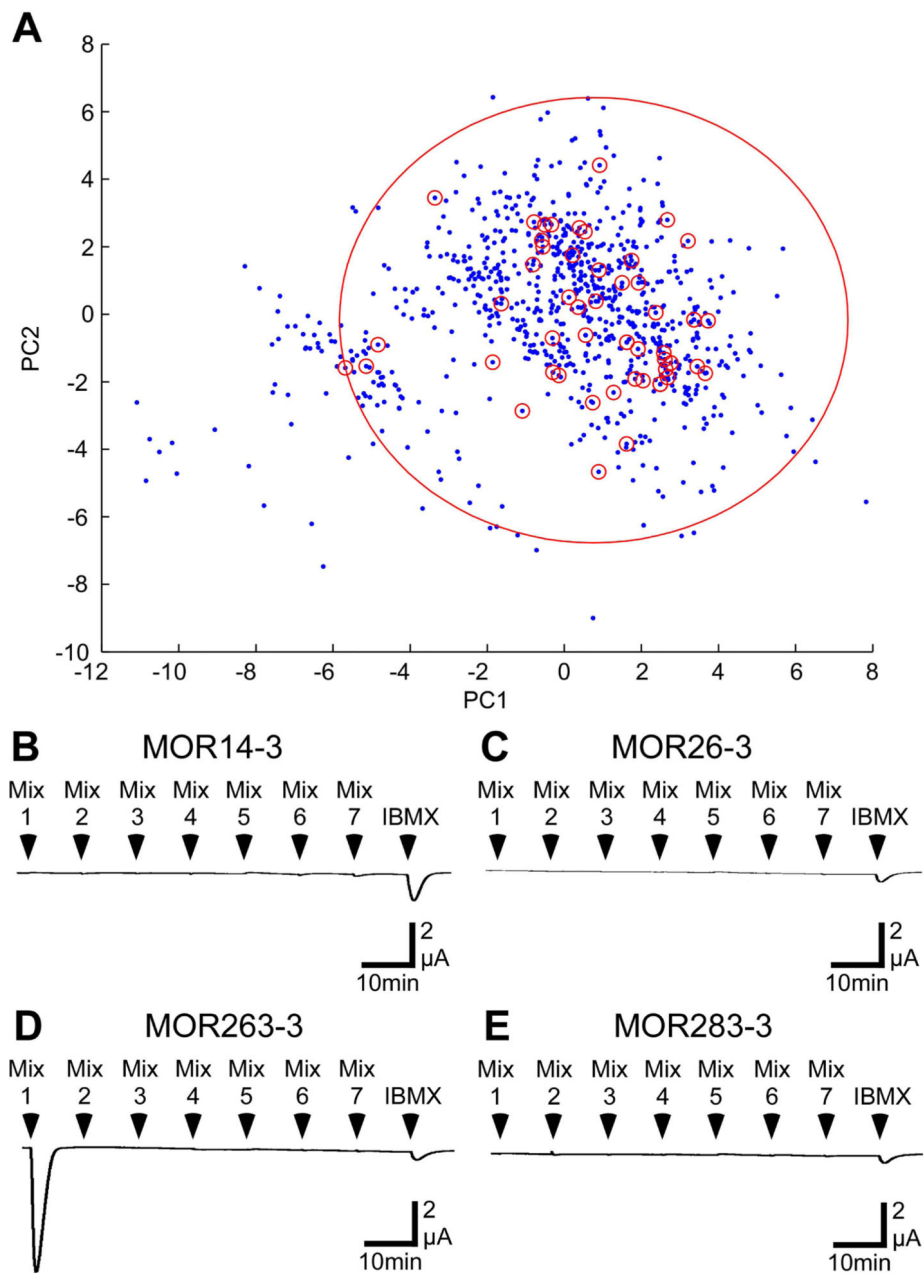 A
8
6
4
2
0
-2
-4
-6
-8
-10
PC2
-12 -10 -8 -6 -4 -2 0 2 4 6 8
PC1
B MOR14-3
Mix Mix Mix Mix Mix Mix Mix
1 2 3 4 5 6 7 IBMX
2
µA
10min
C MOR26-3
Mix Mix Mix Mix Mix Mix Mix
1 2 3 4 5 6 7 IBMX
2
µA
10min
D MOR263-3
Mix Mix Mix Mix Mix Mix Mix
1 2 3 4 5 6 7 IBMX
2
µA
10min
E MOR283-3
Mix Mix Mix Mix Mix Mix Mix
1 2 3 4 5 6 7 IBMX
2
µA
10min